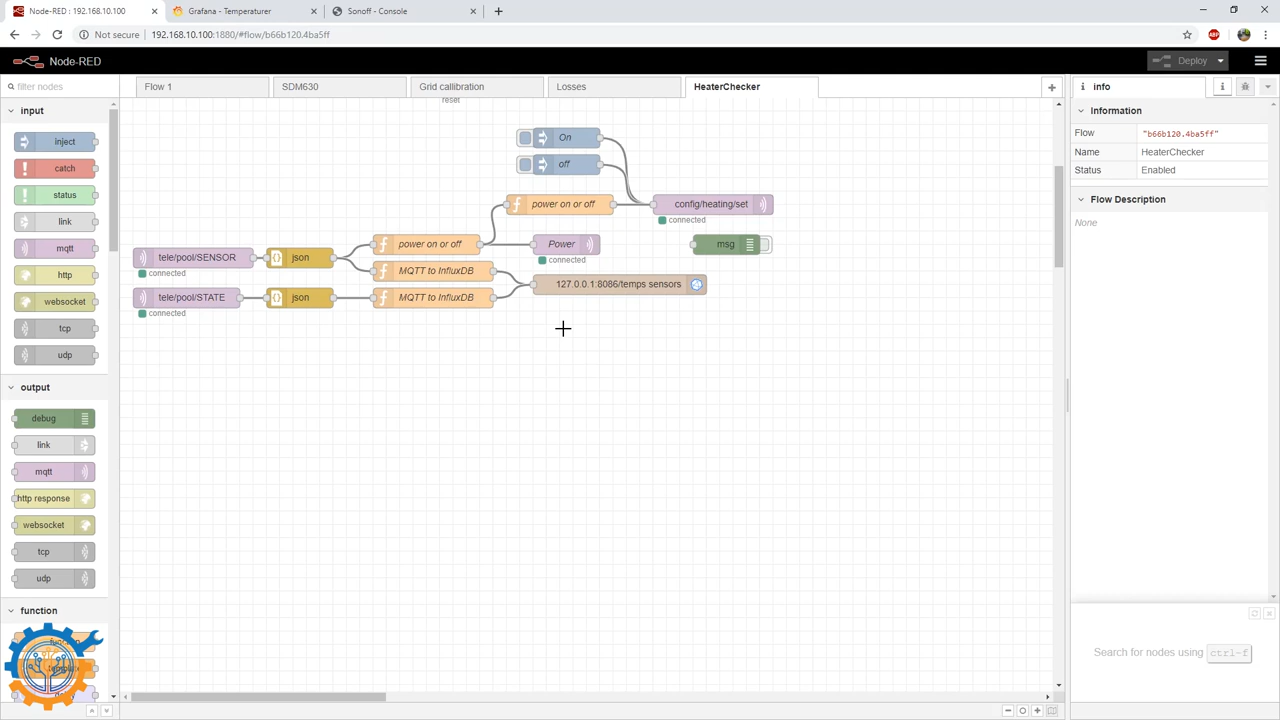 Node-RED : 192.168.10.100
Grafana - Temperaturer
Sonoff - Console
Not secure
192.168.10.100:1880/#flow/b66b120.4ba5ff
ABP
Node-RED
Deploy
filter nodes
Flow 1
SDM630
Grid callibration
Losses
HeaterChecker
info
input
inject
catch
status
link
mqtt
http
websocket
tcp
udp
output
debug
link
mqtt
http response
websocket
tcp
udp
function
reset
On
off
power on or off
config/heating/set
connected
tele/pool/SENSOR
connected
json
power on or off
Power
connected
msg
MQTT to InfluxDB
127.0.0.1:8086/temps sensors
tele/pool/STATE
connected
json
MQTT to InfluxDB
Information
Flow
"b66b120.4ba5ff"
Name
HeaterChecker
Status
Enabled
Flow Description
None
Search for nodes using ctrl-f